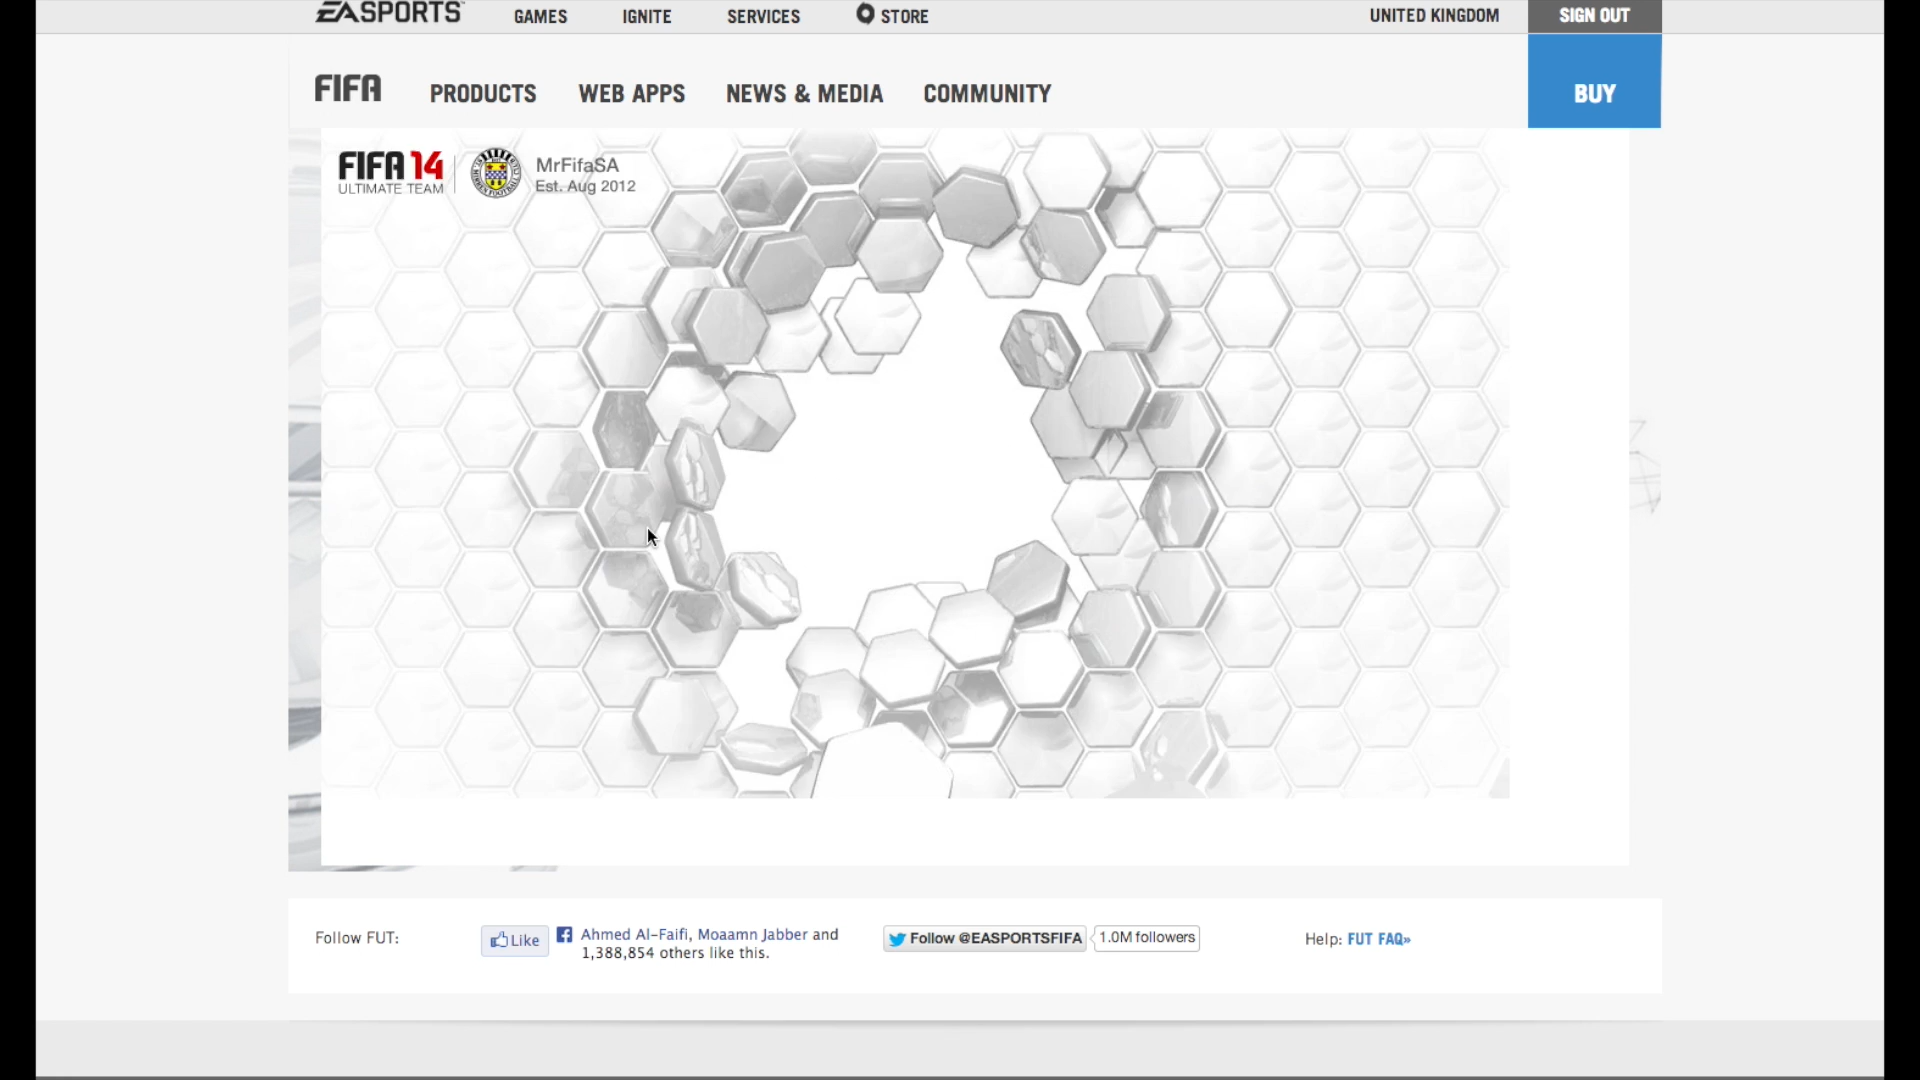 EA SPORTS
GAMES
IGNITE
SERVICES
STORE
UNITED KINGDOM
SIGN OUT
FIFA
PRODUCTS
WEB APPS
NEWS & MEDIA
COMMUNITY
BUY
FIFA 14
ULTIMATE TEAM
MrFifaSA
Est. Aug 2012
Follow FUT:
Like
Ahmed Al-Faifi, Moaamn Jabber and
1,388,854 others like this.
Follow @EASPORTSFIFA
1.0M followers
Help: FUT FAQ»